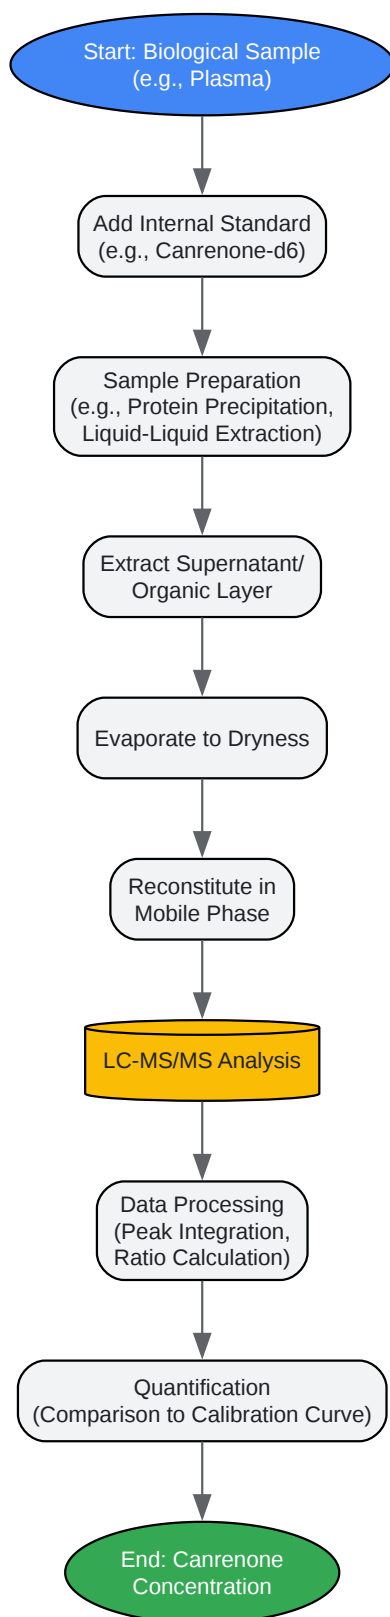 Start: Biological Sample
(e.g., Plasma)
Add Internal Standard
(e.g., Canrenone-d6)
Sample Preparation
(e.g., Protein Precipitation,
Liquid-Liquid Extraction)
Extract Supernatant/
Organic Layer
Evaporate to Dryness
Reconstitute in
Mobile Phase
LC-MS/MS Analysis
Data Processing
(Peak Integration,
Ratio Calculation)
Quantification
(Comparison to Calibration Curve)
End: Canrenone
Concentration